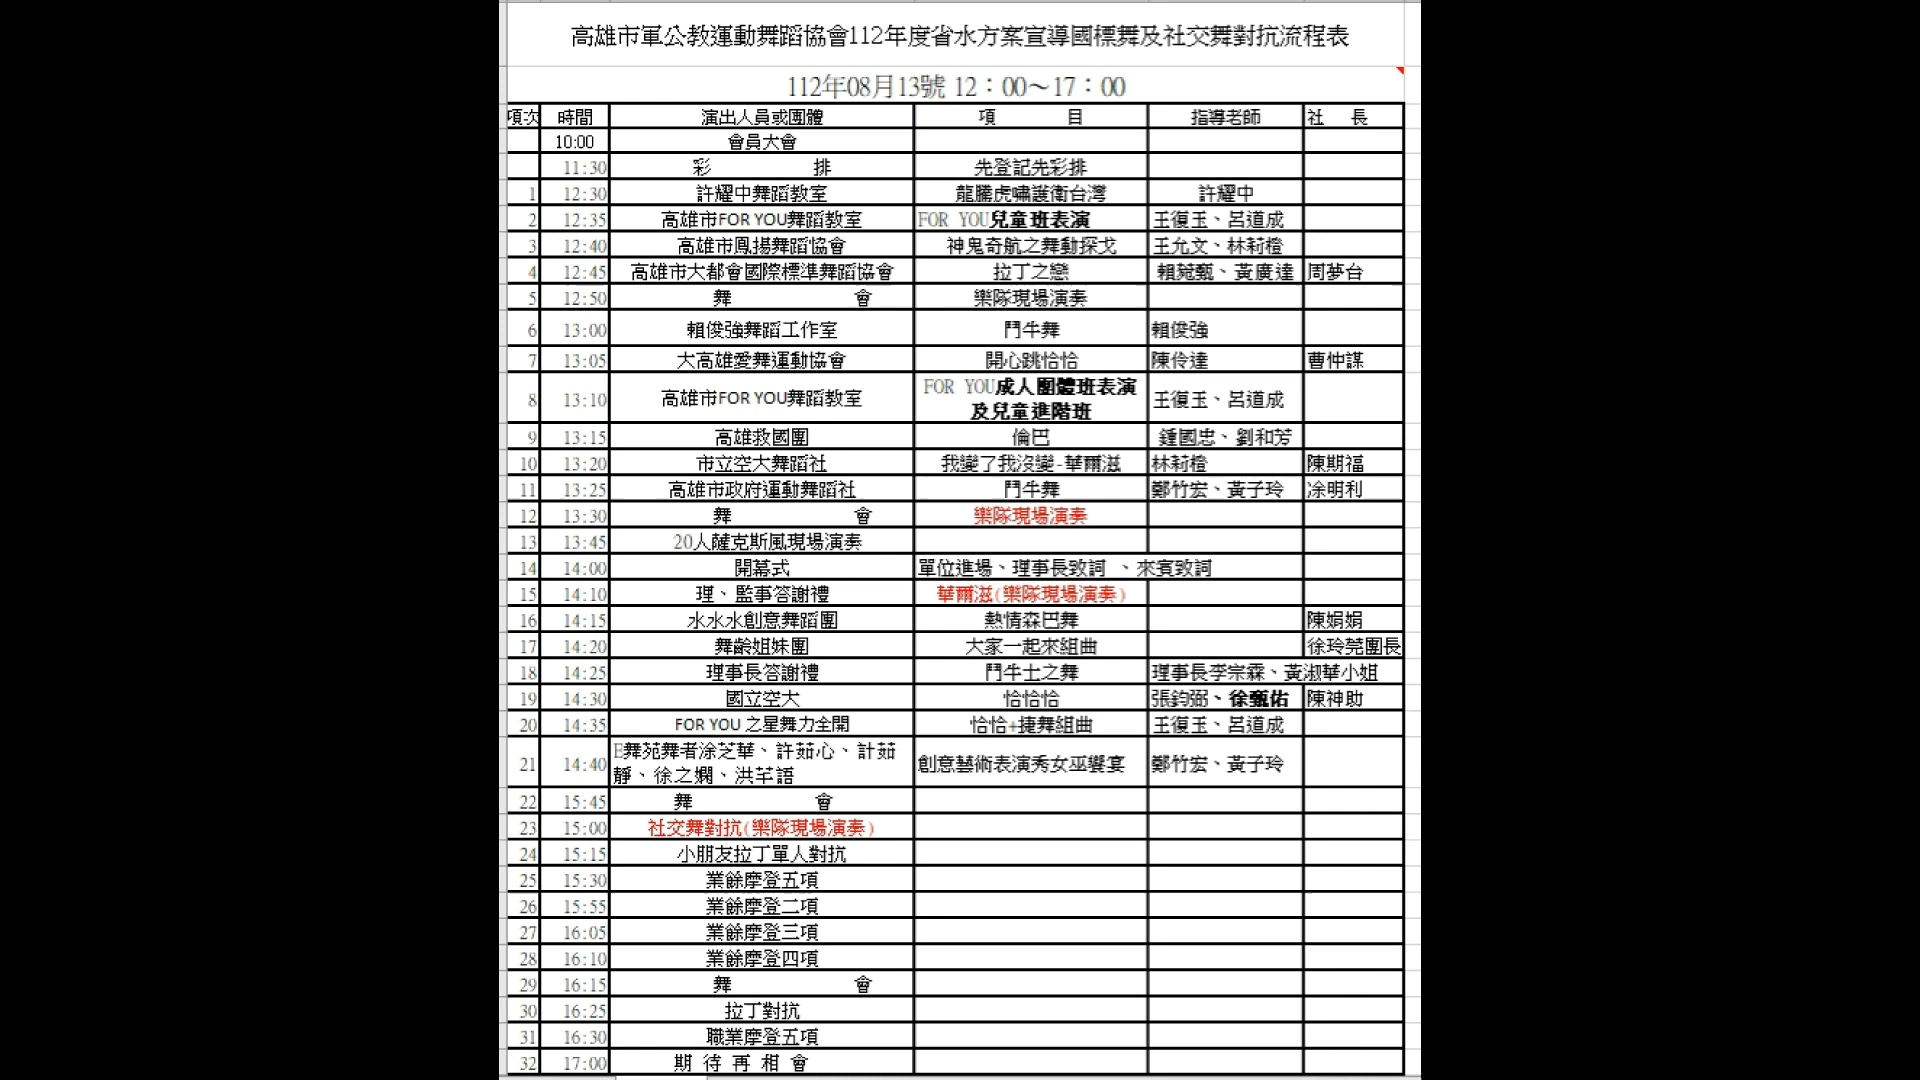 高雄市軍公教運動舞蹈協會112年度省水方案宣導國標舞及社交舞對抗流程表
112年08月13號 12：00～17：00
項次 時間 演出人員或團體 項 目 指導老師 社 長
10:00 會員大會
11:30 彩 排 先登記先彩排
1 12:30 許耀中舞蹈教室 龍騰虎嘯護衛台灣 許耀中
2 12:35 高雄市FOR YOU舞蹈教室 FOR YOU兒童班表演 王復玉、呂道成
3 12:40 高雄市鳳揚舞蹈協會 神鬼奇航之舞動探戈 王允文、林莉橙
4 12:45 高雄市大都會國際標準舞蹈協會 拉丁之戀 賴菀甄、黃廣達 周夢台
5 12:50 舞 會 樂隊現場演奏
6 13:00 賴俊強舞蹈工作室 鬥牛舞 賴俊強
7 13:05 大高雄愛舞運動協會 開心跳恰恰 陳伶達 曹仲謀
8 13:10 高雄市FOR YOU舞蹈教室 FOR YOU成人團體班表演
及兒童進階班 王復玉、呂道成
9 13:15 高雄救國團 倫巴 鍾國忠、劉和芳
10 13:20 市立空大舞蹈社 我變了我沒變-華爾滋 林莉橙 陳期福
11 13:25 高雄市政府運動舞蹈社 鬥牛舞 鄭竹宏、黃子玲 凃明利
12 13:30 舞 會 樂隊現場演奏
13 13:45 20人薩克斯風現場演奏
14 14:00 開幕式 單位進場、理事長致詞 、來賓致詞
15 14:10 理、監事答謝禮 華爾滋(樂隊現場演奏)
16 14:15 水水水創意舞蹈團 熱情森巴舞 陳娟娟
17 14:20 舞齡姐妹團 大家一起來組曲 徐玲莞團長
18 14:25 理事長答謝禮 鬥牛士之舞 理事長李宗霖、黃淑華小姐
19 14:30 國立空大 恰恰恰 張鈞弼、徐甄佑 陳神助
20 14:35 FOR YOU 之星舞力全開 恰恰+捷舞組曲 王復玉、呂道成
21 14:40 E舞苑舞者涂芝華、許茹心、計茹
靜、徐之嫻、洪芊語 創意藝術表演秀女巫饗宴 鄭竹宏、黃子玲
22 15:45 舞 會
23 15:00 社交舞對抗(樂隊現場演奏)
24 15:15 小朋友拉丁單人對抗
25 15:30 業餘摩登五項
26 15:55 業餘摩登二項
27 16:05 業餘摩登三項
28 16:10 業餘摩登四項
29 16:15 舞 會
30 16:25 拉丁對抗
31 16:30 職業摩登五項
32 17:00 期 待 再 相 會